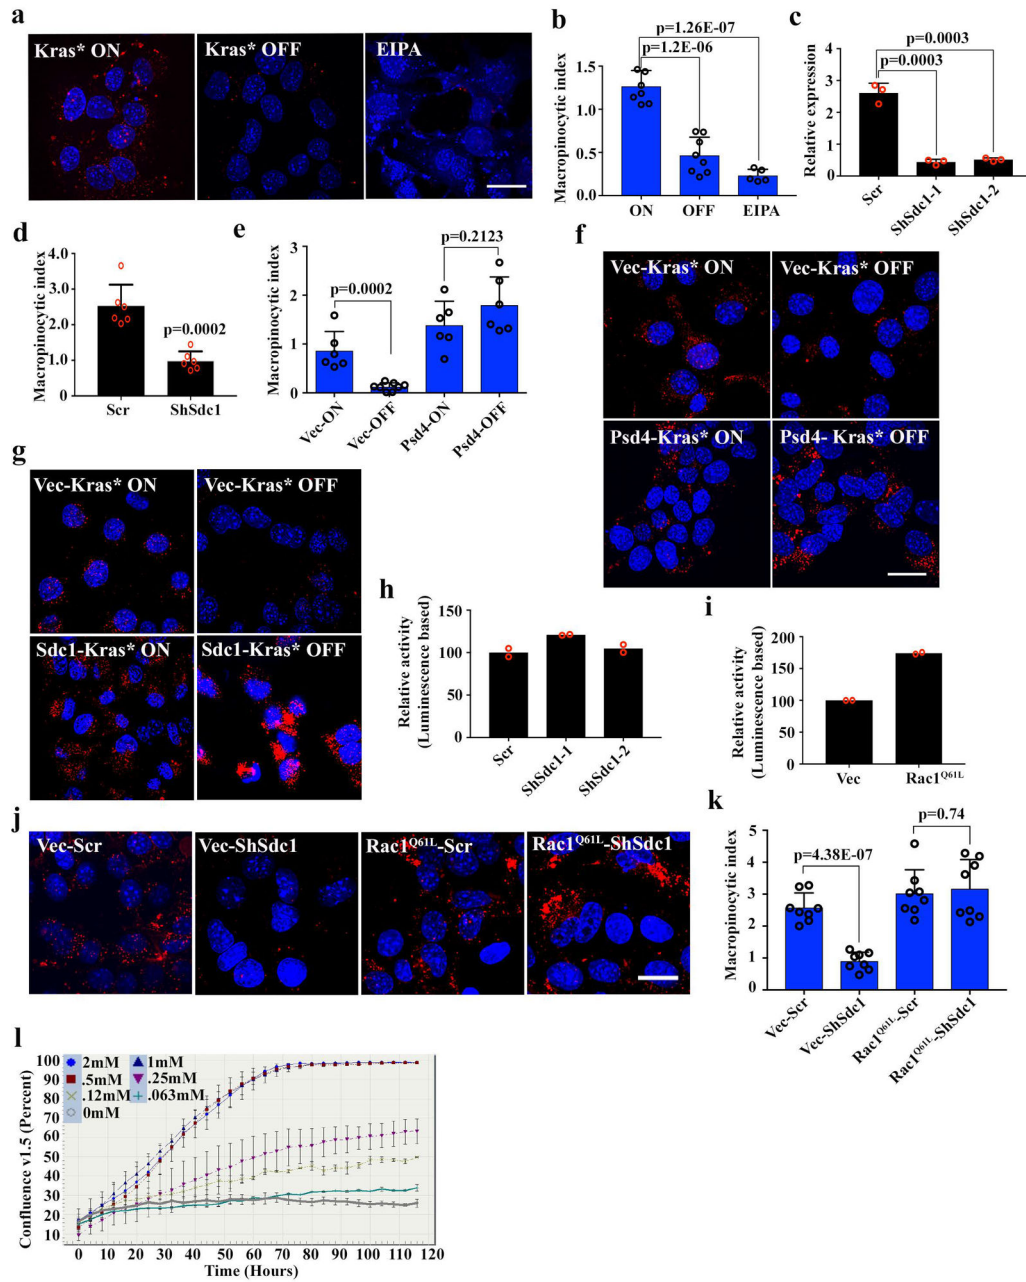 a
Kras* ON
Kras* OFF
EIPA
b
p=1.26E-07
p=1.2E-06
Macropinocytic index
1.5
1.0
0.5
0.0
ON
OFF
EIPA
c
p=0.0003
p=0.0003
Relative expression
4
3
2
1
0
Scr
ShSdc1-1
ShSdc1-2
d
Macropinocytic index
4.0
3.0
2.0
1.0
0
p=0.0002
Scr
ShSdc1
e
p=0.2123
p=0.0002
Macropinocytic index
3
2
1
0
Vec-ON
Vec-OFF
Psd4-ON
Psd4-OFF
f
Vec-Kras* ON
Vec-Kras* OFF
Psd4-Kras* ON
Psd4- Kras* OFF
g
Vec-Kras* ON
Vec-Kras* OFF
Sdc1-Kras* ON
Sdc1-Kras* OFF
h
Relative activity
(Luminescence based)
150
100
50
0
Scr
ShSdc1-1
ShSdc1-2
i
Relative activity
(Luminescence based)
200
150
100
50
0
Vec
Rac1Q61L
j
Vec-Scr
Vec-ShSdc1
Rac1Q61L-Scr
Rac1Q61L-ShSdc1
k
p=0.74
p=4.38E-07
Macropinocytic index
5
4
3
2
1
0
Vec-Scr
Vec-ShSdc1
Rac1Q61L-Scr
Rac1Q61L-ShSdc1
l
2mM
1mM
.5mM
.25mM
.12mM
.063mM
0mM
Confluence v1.5 (Percent)
100
90
80
70
60
50
40
30
20
10
0 10 20 30 40 50 60 70 80 90 100 110 120
Time (Hours)